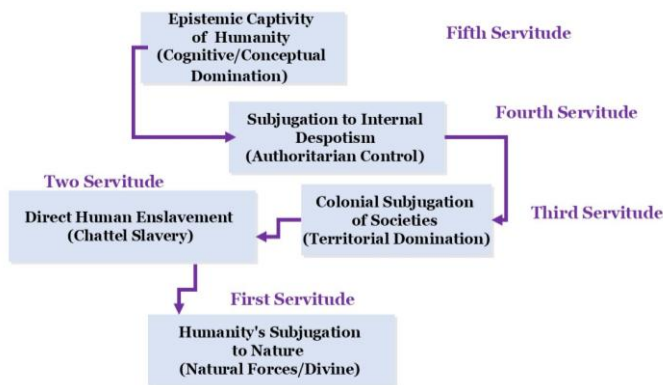 Epistemic Captivity
of Humanity
(Cognitive/Conceptual
Domination)
Fifth Servitude
Subjugation to Internal
Despotism
(Authoritarian Control)
Fourth Servitude
Two Servitude
Direct Human Enslavement
(Chattel Slavery)
Colonial Subjugation
of Societies
(Territorial Domination)
Third Servitude
First Servitude
Humanity's Subjugation
to Nature
(Natural Forces/Divine)